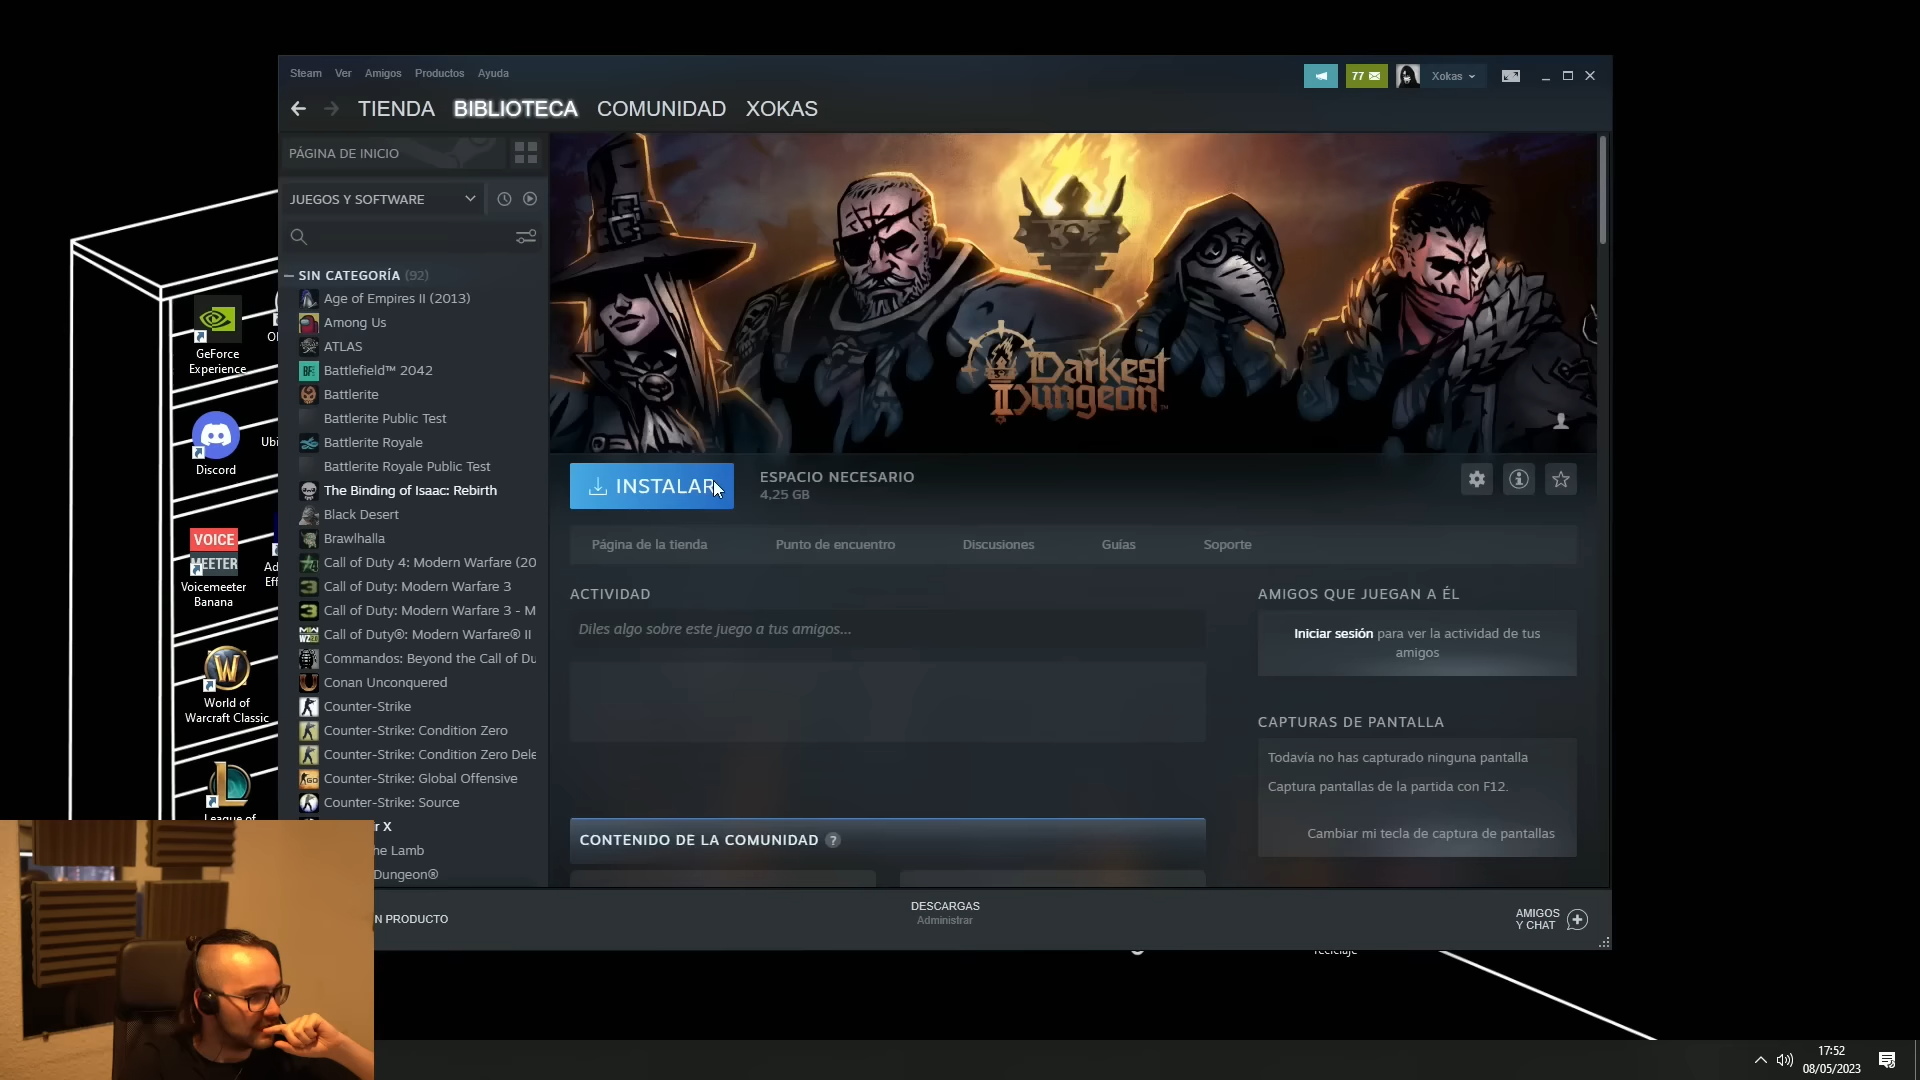 Steam Ver Amigos Productos Ayuda
77
Xokas
TIENDA BIBLIOTECA COMUNIDAD XOKAS
PÁGINA DE INICIO
JUEGOS Y SOFTWARE
SIN CATEGORÍA (92)
Age of Empires II (2013)
Among Us
ATLAS
Battlefield™ 2042
Battlerite
Battlerite Public Test
Battlerite Royale
Battlerite Royale Public Test
The Binding of Isaac: Rebirth
Black Desert
Brawlhalla
Call of Duty 4: Modern Warfare (20
Call of Duty: Modern Warfare 3
Call of Duty: Modern Warfare 3 - M
Call of Duty®: Modern Warfare® II
Commandos: Beyond the Call of Du
Conan Unconquered
Counter-Strike
Counter-Strike: Condition Zero
Counter-Strike: Condition Zero Dele
Counter-Strike: Global Offensive
Counter-Strike: Source
r X
he Lamb
Dungeon®
N PRODUCTO
Darkest
Dungeon™
INSTALAR
ESPACIO NECESARIO
4,25 GB
Página de la tienda Punto de encuentro Discusiones Guías Soporte
ACTIVIDAD
Diles algo sobre este juego a tus amigos...
CONTENIDO DE LA COMUNIDAD ?
AMIGOS QUE JUEGAN A ÉL
Iniciar sesión para ver la actividad de tus
amigos
CAPTURAS DE PANTALLA
Todavía no has capturado ninguna pantalla
Captura pantallas de la partida con F12.
Cambiar mi tecla de captura de pantallas
DESCARGAS
Administrar
AMIGOS
Y CHAT
GeForce
Experience
Discord
Ubi
VOICE
MEETER
Voicemeeter
Banana
Ad
Eff
World of
Warcraft Classic
League of
reciclaje
17:52
08/05/2023